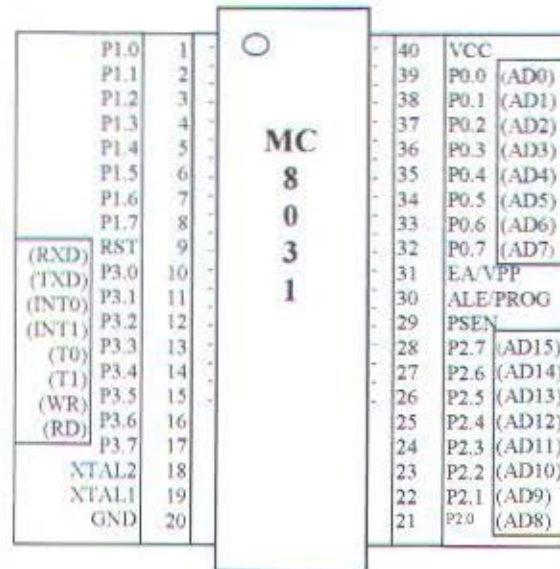 P1.0 1
P1.1 2
P1.2 3
P1.3 4
P1.4 5
P1.5 6
P1.6 7
P1.7 8
RST 9
(RXD) P3.0 10
(TXD) P3.1 11
(INT0) P3.2 12
(INT1) P3.3 13
(T0) P3.4 14
(T1) P3.5 15
(WR) P3.6 16
(RD) P3.7 17
XTAL2 18
XTAL1 19
GND 20
MC
8
0
3
1
40 VCC
39 P0.0 (AD0)
38 P0.1 (AD1)
37 P0.2 (AD2)
36 P0.3 (AD3)
35 P0.4 (AD4)
34 P0.5 (AD5)
33 P0.6 (AD6)
32 P0.7 (AD7)
31 EA/VPP
30 ALE/PROG
29 PSEN
28 P2.7 (AD15)
27 P2.6 (AD14)
26 P2.5 (AD13)
25 P2.4 (AD12)
24 P2.3 (AD11)
23 P2.2 (AD10)
22 P2.1 (AD9)
21 P2.0 (AD8)